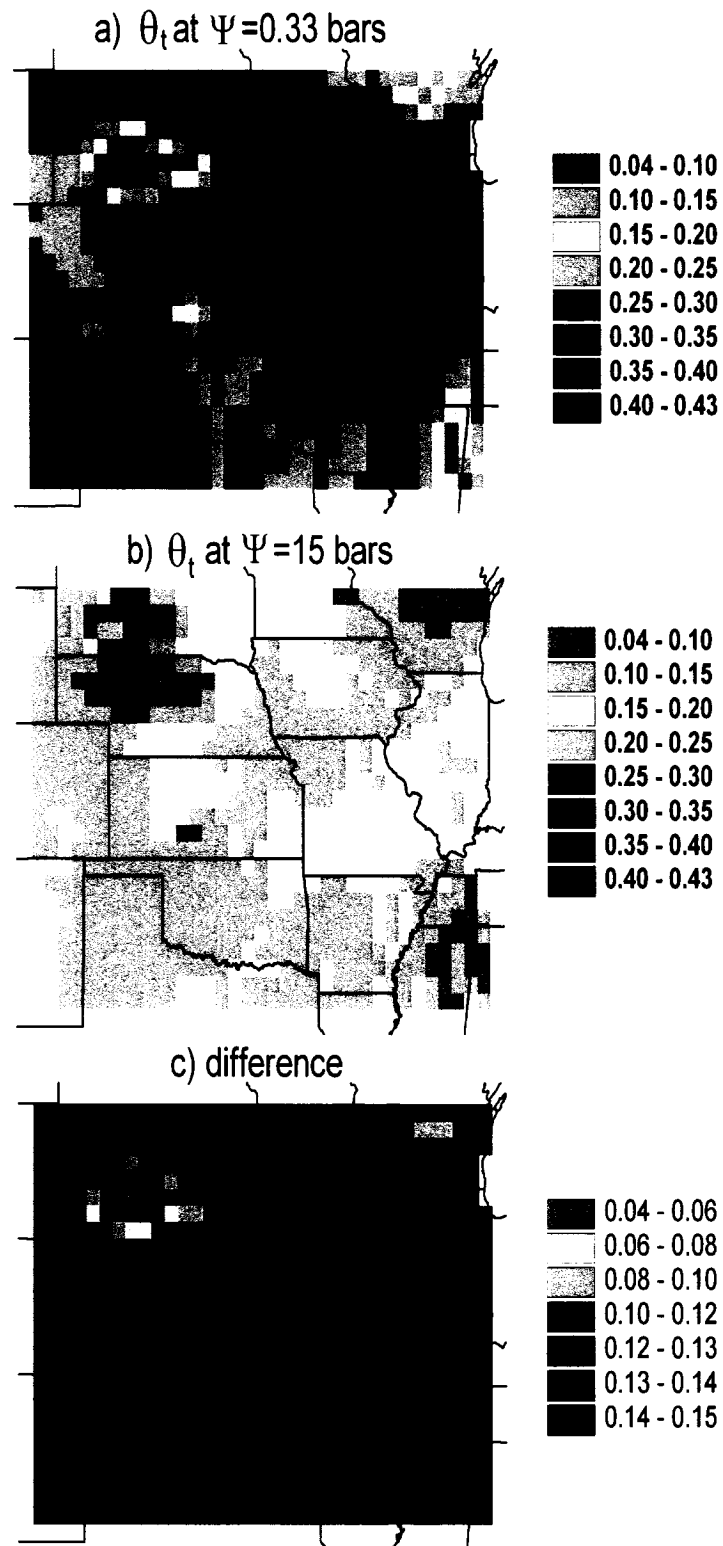 a) θt at Ψ=0.33 bars
0.04 - 0.10
0.10 - 0.15
0.15 - 0.20
0.20 - 0.25
0.25 - 0.30
0.30 - 0.35
0.35 - 0.40
0.40 - 0.43
b) θt at Ψ=15 bars
0.04 - 0.10
0.10 - 0.15
0.15 - 0.20
0.20 - 0.25
0.25 - 0.30
0.30 - 0.35
0.35 - 0.40
0.40 - 0.43
c) difference
0.04 - 0.06
0.06 - 0.08
0.08 - 0.10
0.10 - 0.12
0.12 - 0.13
0.13 - 0.14
0.14 - 0.15